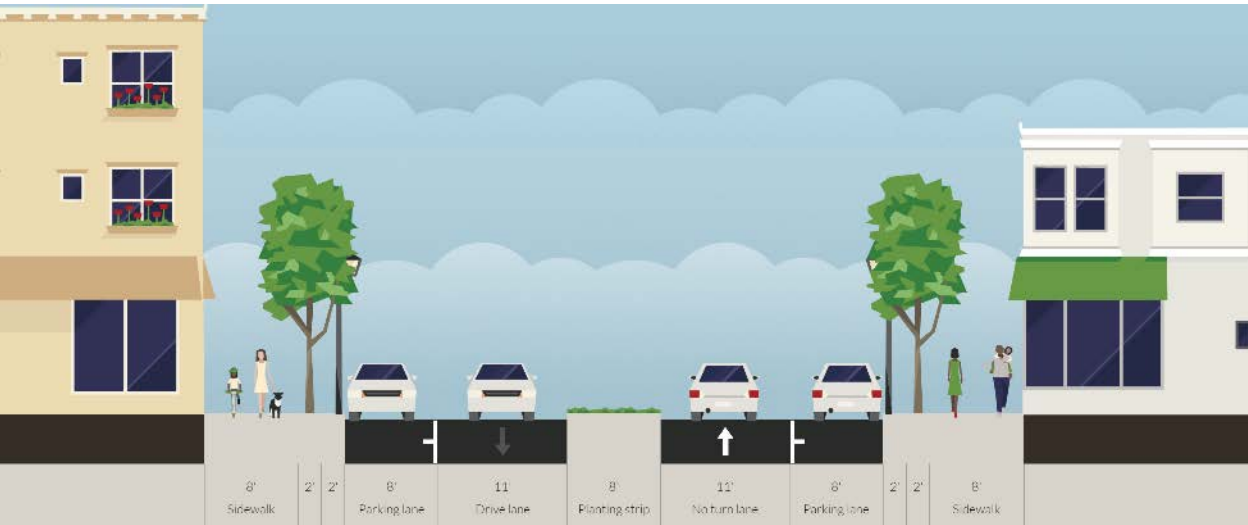 8' 2' 2' 8' 11 8' 11' 8' 2' 2' 8'
Sidewalk Parking lane Drive lane Planting strip No turn lane Parking lane Sidewalk